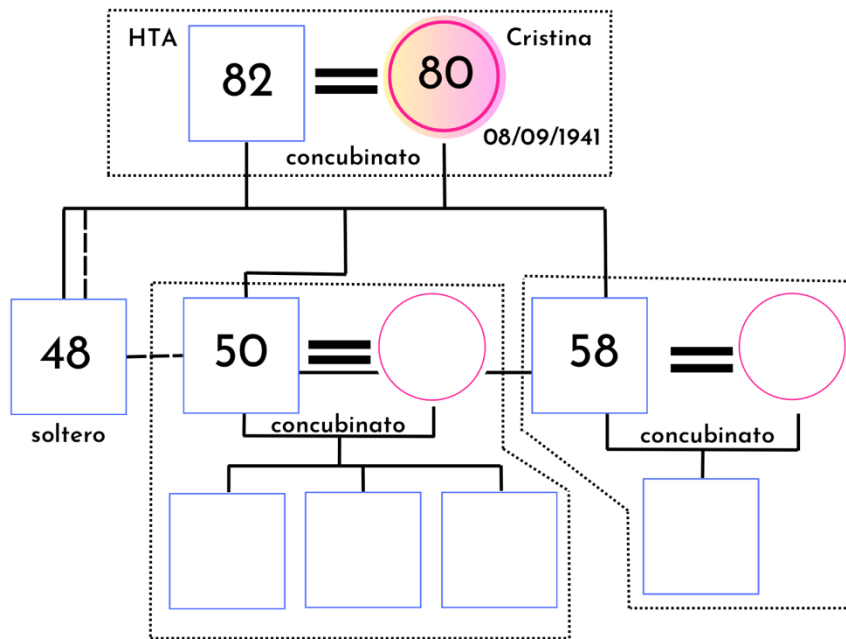 HTA
Cristina
82
80
08/09/1941
concubinato
48
50
58
soltero
concubinato
concubinato